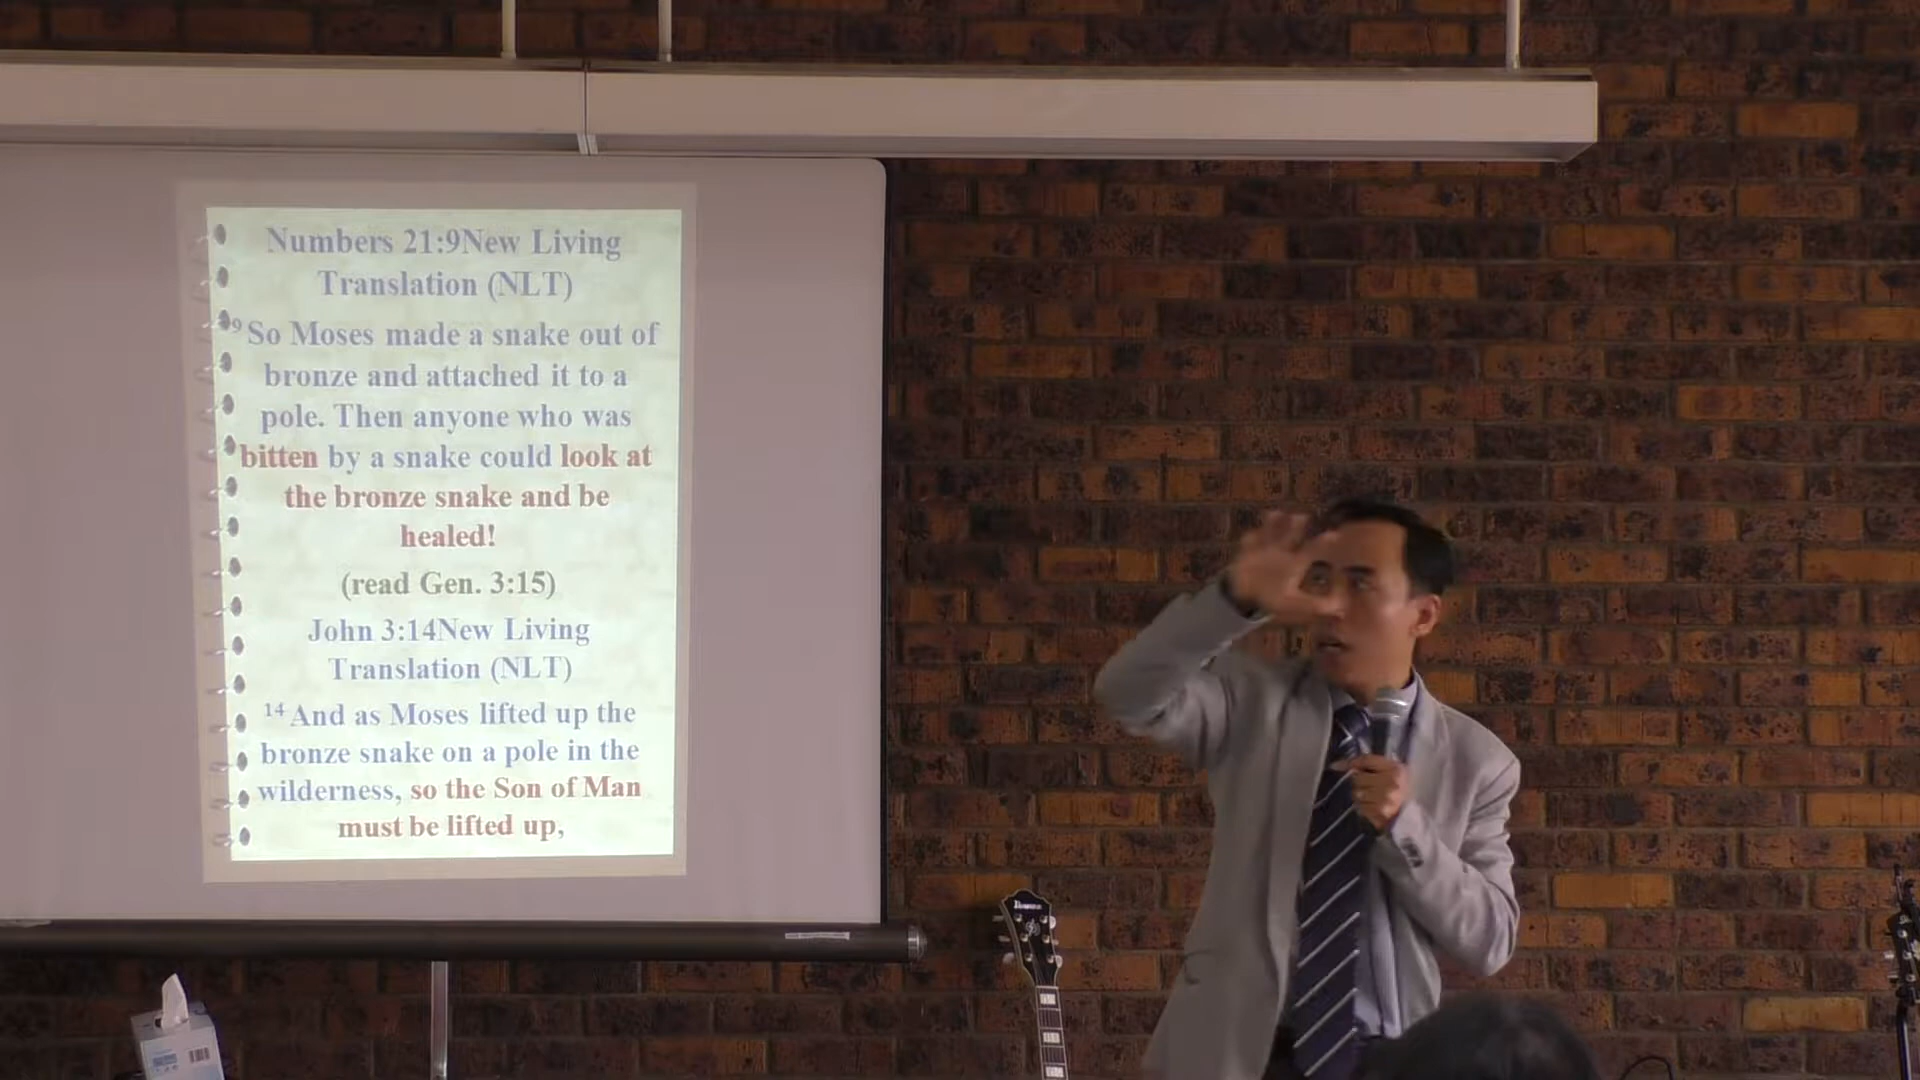 Numbers 21:9New Living
Translation (NLT)
9 So Moses made a snake out of
bronze and attached it to a
pole. Then anyone who was
bitten by a snake could look at
the bronze snake and be
healed!
(read Gen. 3:15)
John 3:14New Living
Translation (NLT)
14 And as Moses lifted up the
bronze snake on a pole in the
wilderness, so the Son of Man
must be lifted up,
Ibanez